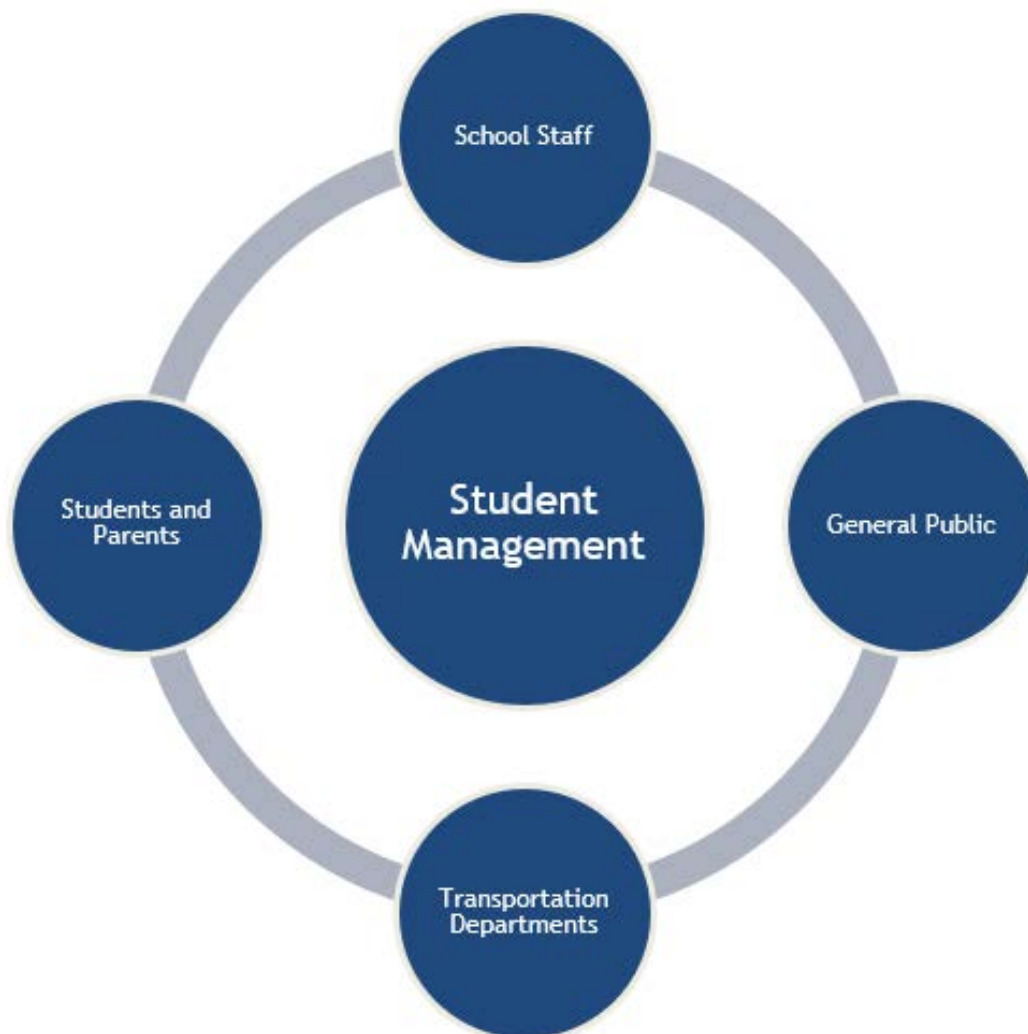 School Staff
Students and
Parents
Student
Management
General Public
Transportation
Departments